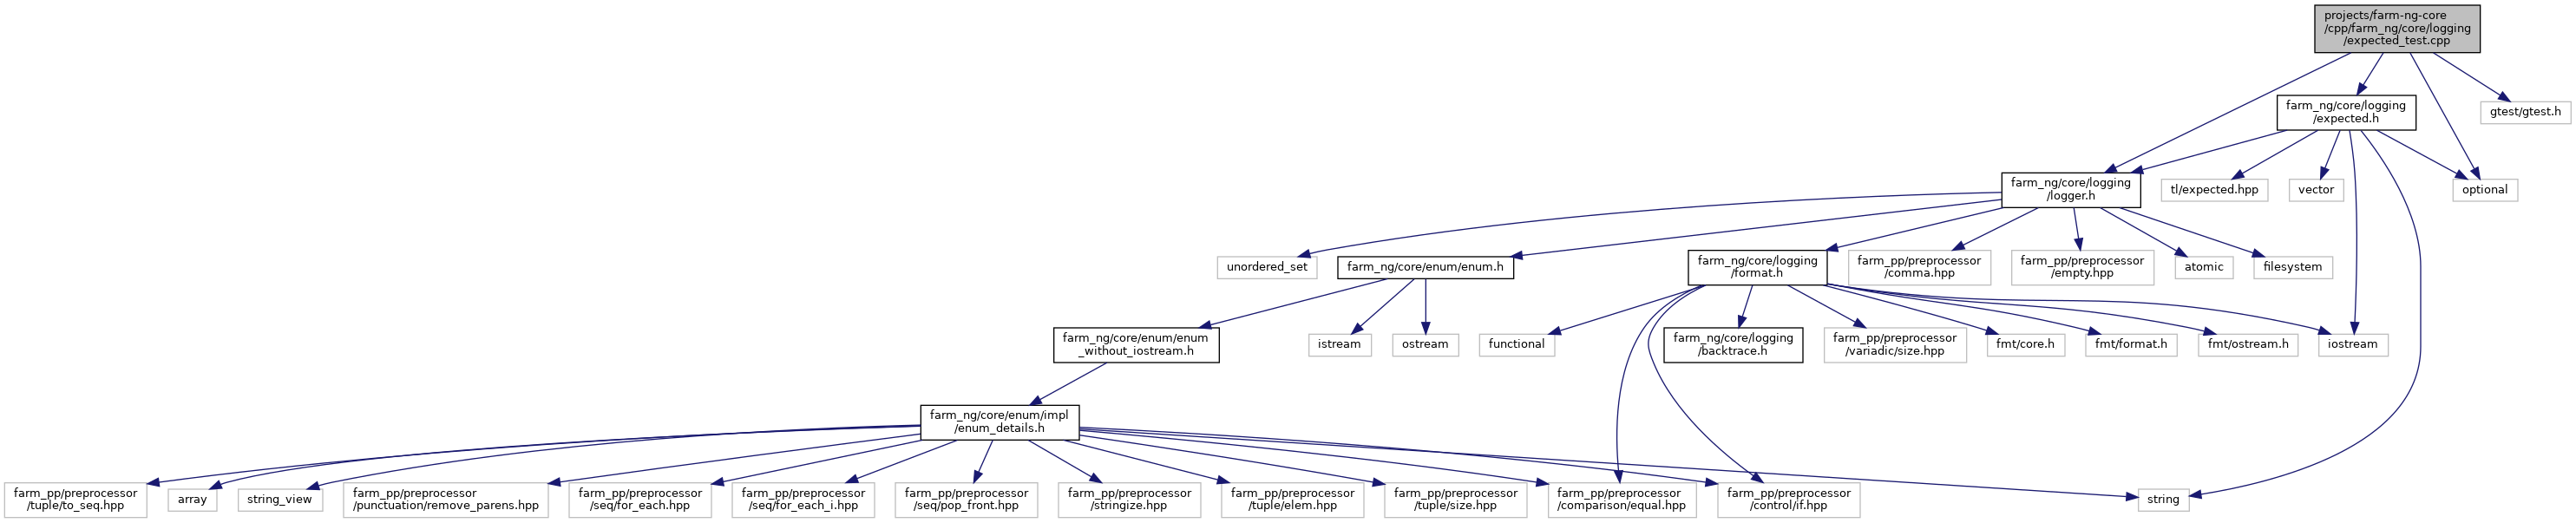 projects/farm-ng-core
/cpp/farm_ng/core/logging
/expected_test.cpp
farm_ng/core/logging
/expected.h
gtest/gtest.h
farm_ng/core/logging
/logger.h
tl/expected.hpp
vector
optional
unordered_set
farm_ng/core/enum/enum.h
farm_ng/core/logging
/format.h
farm_pp/preprocessor
/comma.hpp
farm_pp/preprocessor
/empty.hpp
atomic
filesystem
farm_ng/core/enum/enum
_without_iostream.h
istream
ostream
functional
farm_ng/core/logging
/backtrace.h
farm_pp/preprocessor
/variadic/size.hpp
fmt/core.h
fmt/format.h
fmt/ostream.h
iostream
farm_ng/core/enum/impl
/enum_details.h
farm_pp/preprocessor
/tuple/to_seq.hpp
array
string_view
farm_pp/preprocessor
/punctuation/remove_parens.hpp
farm_pp/preprocessor
/seq/for_each.hpp
farm_pp/preprocessor
/seq/for_each_i.hpp
farm_pp/preprocessor
/seq/pop_front.hpp
farm_pp/preprocessor
/stringize.hpp
farm_pp/preprocessor
/tuple/elem.hpp
farm_pp/preprocessor
/tuple/size.hpp
farm_pp/preprocessor
/comparison/equal.hpp
farm_pp/preprocessor
/control/if.hpp
string